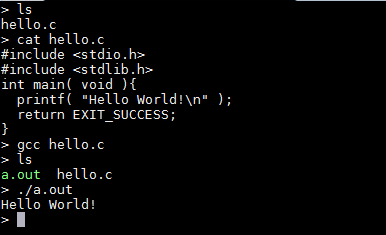 > ls
hello.c
> cat hello.c
#include <stdio.h>
#include <stdlib.h>
int main( void ){
  printf( "Hello World!\n" );
  return EXIT_SUCCESS;
}
> gcc hello.c
> ls
a.out  hello.c
> ./a.out
Hello World!
>